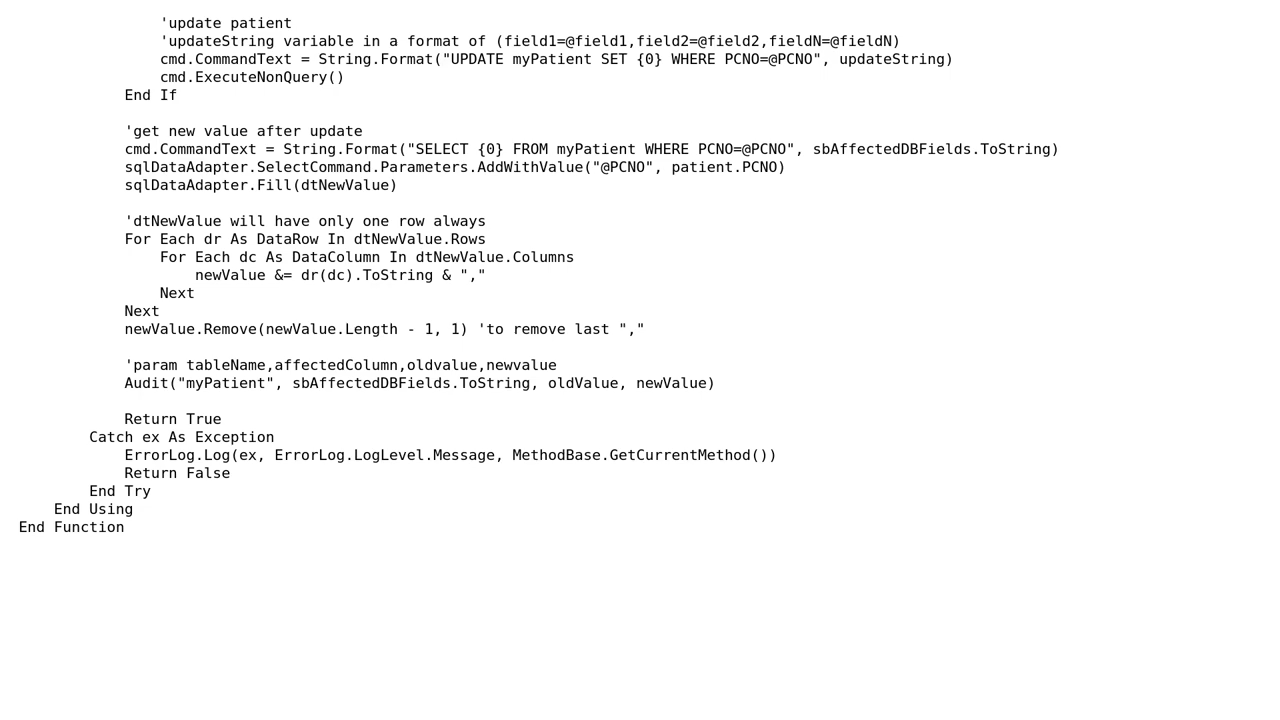 'update patient
'updateString variable in a format of (field1=@field1,field2=@field2,fieldN=@fieldN)
cmd.CommandText = String.Format("UPDATE myPatient SET {0} WHERE PCNO=@PCNO", updateString)
cmd.ExecuteNonQuery()
End If
'get new value after update
cmd.CommandText = String.Format("SELECT {0} FROM myPatient WHERE PCNO=@PCNO", sbAffectedDBFields.ToString)
sqlDataAdapter.SelectCommand.Parameters.AddWithValue("@PCNO", patient.PCNO)
sqlDataAdapter.Fill(dtNewValue)
'dtNewValue will have only one row always
For Each dr As DataRow In dtNewValue.Rows
For Each dc As DataColumn In dtNewValue.Columns
newValue &= dr(dc).ToString & ","
Next
Next
newValue.Remove(newValue.Length - 1, 1) 'to remove last ","
'param tableName,affectedColumn,oldvalue,newvalue
Audit("myPatient", sbAffectedDBFields.ToString, oldValue, newValue)
Return True
Catch ex As Exception
ErrorLog.Log(ex, ErrorLog.LogLevel.Message, MethodBase.GetCurrentMethod())
Return False
End Try
End Using
End Function